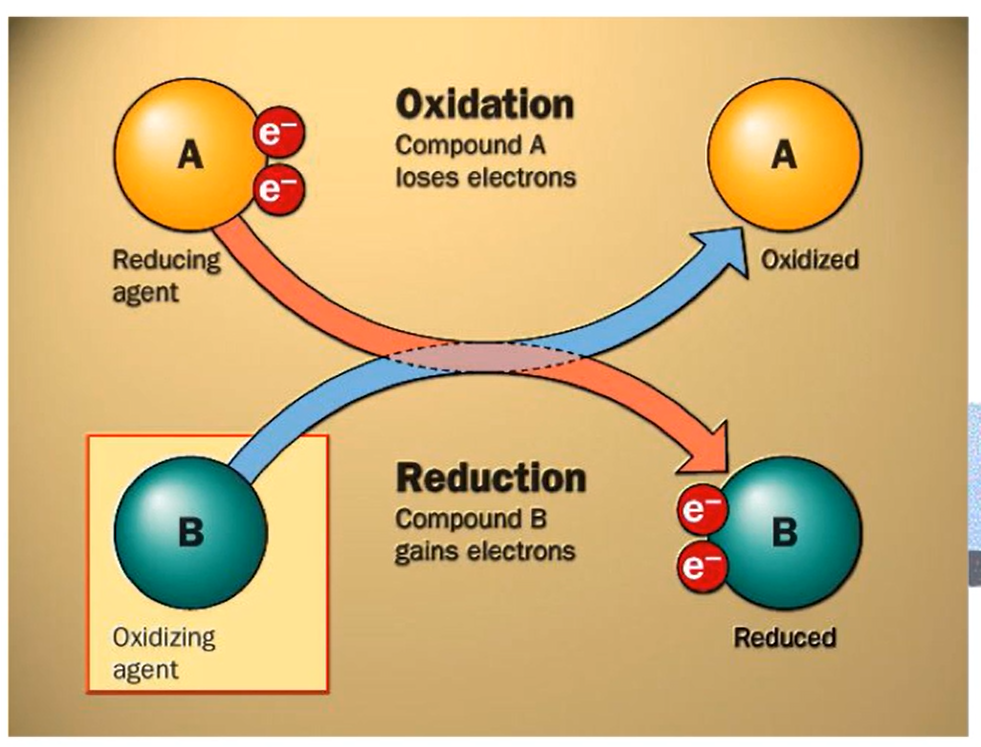 A
e⁻
e⁻
Reducing
agent
Oxidation
Compound A
loses electrons
A
Oxidized
B
Oxidizing
agent
Reduction
Compound B
gains electrons
e⁻
e⁻
B
Reduced